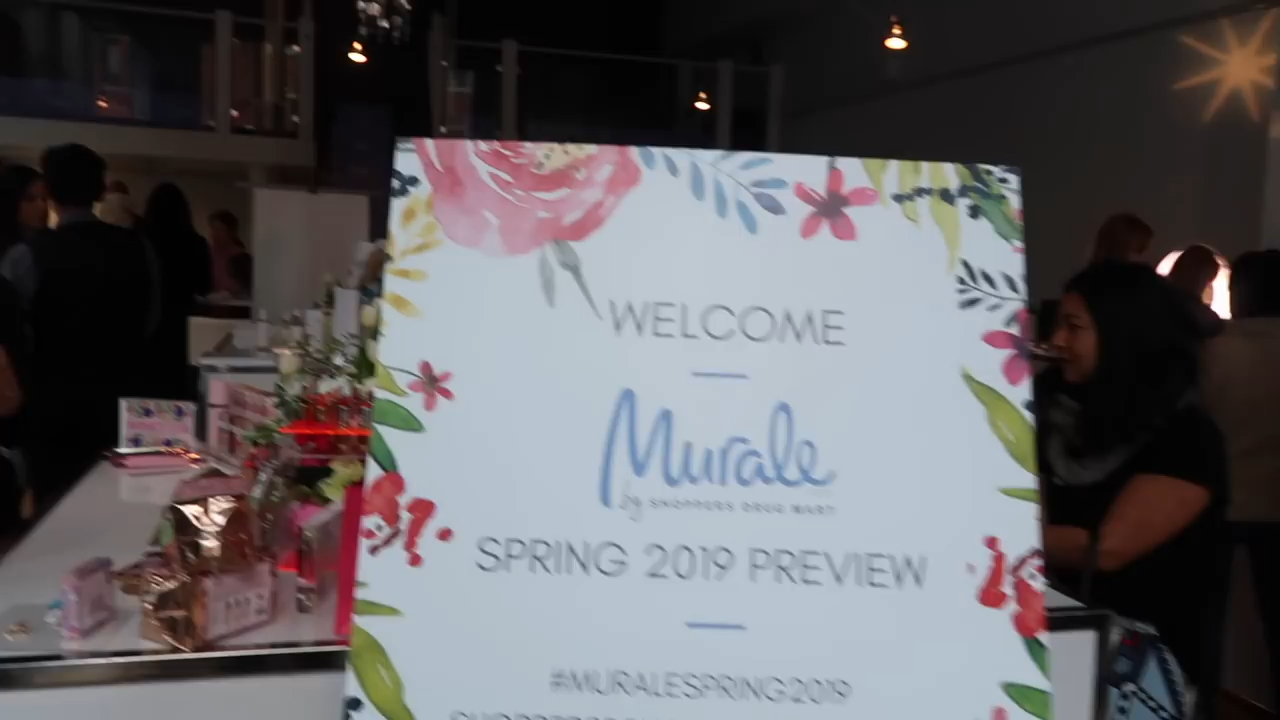 WELCOME
Murale
by SHOPPERS DRUG MART
SPRING 2019 PREVIEW
#MURALESPRING2019